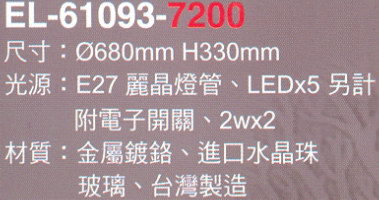 EL-61093-7200
尺寸：Ø680mm H330mm
光源：E27 麗晶燈管、LEDx5 另計
附電子開關、2wx2
材質：金屬鍍鉻、進口水晶珠
玻璃、台灣製造